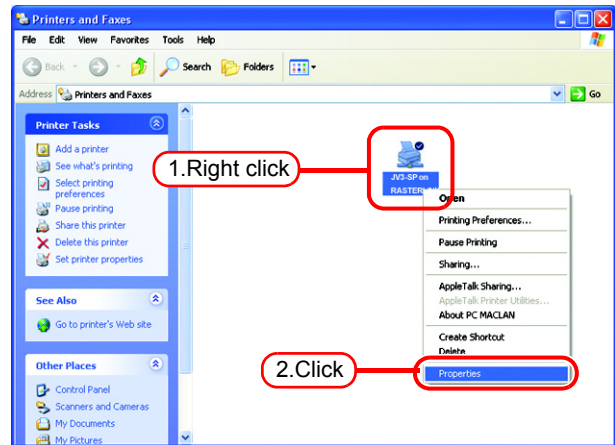 Printers and Faxes
File Edit View Favorites Tools Help
Back Search Folders
Address Printers and Faxes Go
Printer Tasks
Add a printer
See what's printing
Select printing
preferences
Pause printing
Share this printer
Delete this printer
Set printer properties
See Also
Go to printer's Web site
Other Places
Control Panel
Scanners and Cameras
My Documents
My Pictures
1.Right click
JV3-SP on
Open
Printing Preferences...
Pause Printing
Sharing...
AppleTalk Sharing...
AppleTalk Printer Utilities...
About PC MACLAN
Create Shortcut
Delete
Properties
2.Click